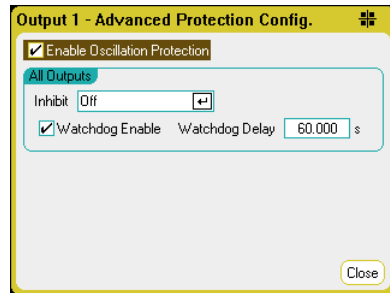 Output 1 - Advanced Protection Config.
Enable Oscillation Protection
All Outputs
Inhibit Off
Watchdog Enable Watchdog Delay 60.000 s
Close